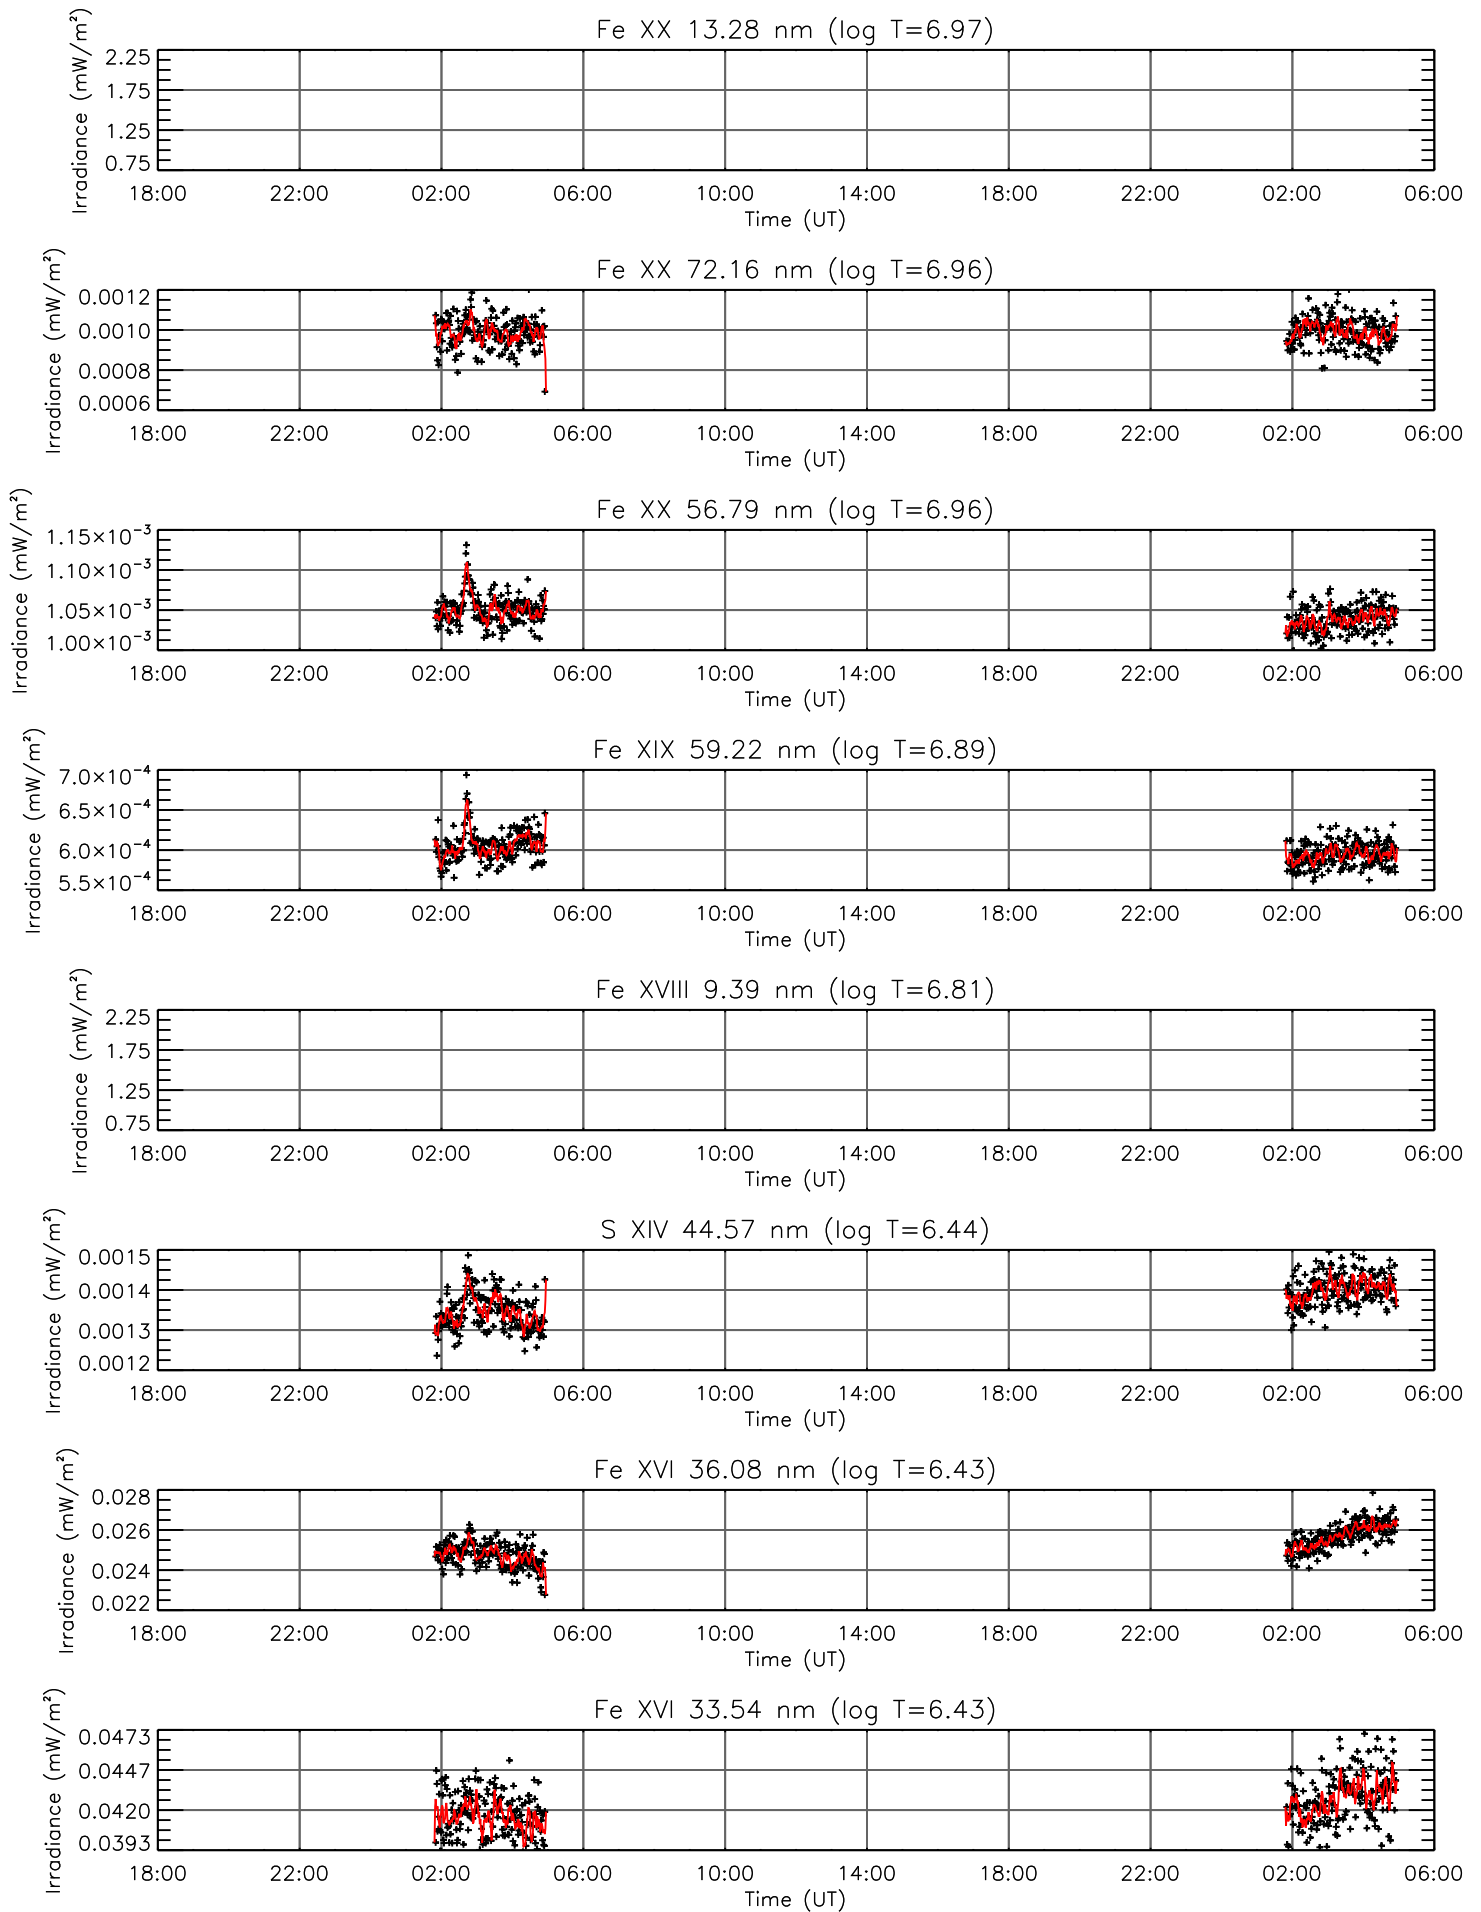 Fe XX 13.28 nm (log T=6.97)
Irradiance (mW/m²)
2.25
1.75
1.25
0.75
18:00 22:00 02:00 06:00 10:00 14:00 18:00 22:00 02:00 06:00
Time (UT)
Fe XX 72.16 nm (log T=6.96)
Irradiance (mW/m²)
0.0012
0.0010
0.0008
0.0006
18:00 22:00 02:00 06:00 10:00 14:00 18:00 22:00 02:00 06:00
Time (UT)
Fe XX 56.79 nm (log T=6.96)
Irradiance (mW/m²)
1.15×10⁻³
1.10×10⁻³
1.05×10⁻³
1.00×10⁻³
18:00 22:00 02:00 06:00 10:00 14:00 18:00 22:00 02:00 06:00
Time (UT)
Fe XIX 59.22 nm (log T=6.89)
Irradiance (mW/m²)
7.0×10⁻⁴
6.5×10⁻⁴
6.0×10⁻⁴
5.5×10⁻⁴
18:00 22:00 02:00 06:00 10:00 14:00 18:00 22:00 02:00 06:00
Time (UT)
Fe XVIII 9.39 nm (log T=6.81)
Irradiance (mW/m²)
2.25
1.75
1.25
0.75
18:00 22:00 02:00 06:00 10:00 14:00 18:00 22:00 02:00 06:00
Time (UT)
S XIV 44.57 nm (log T=6.44)
Irradiance (mW/m²)
0.0015
0.0014
0.0013
0.0012
18:00 22:00 02:00 06:00 10:00 14:00 18:00 22:00 02:00 06:00
Time (UT)
Fe XVI 36.08 nm (log T=6.43)
Irradiance (mW/m²)
0.028
0.026
0.024
0.022
18:00 22:00 02:00 06:00 10:00 14:00 18:00 22:00 02:00 06:00
Time (UT)
Fe XVI 33.54 nm (log T=6.43)
Irradiance (mW/m²)
0.0473
0.0447
0.0420
0.0393
18:00 22:00 02:00 06:00 10:00 14:00 18:00 22:00 02:00 06:00
Time (UT)